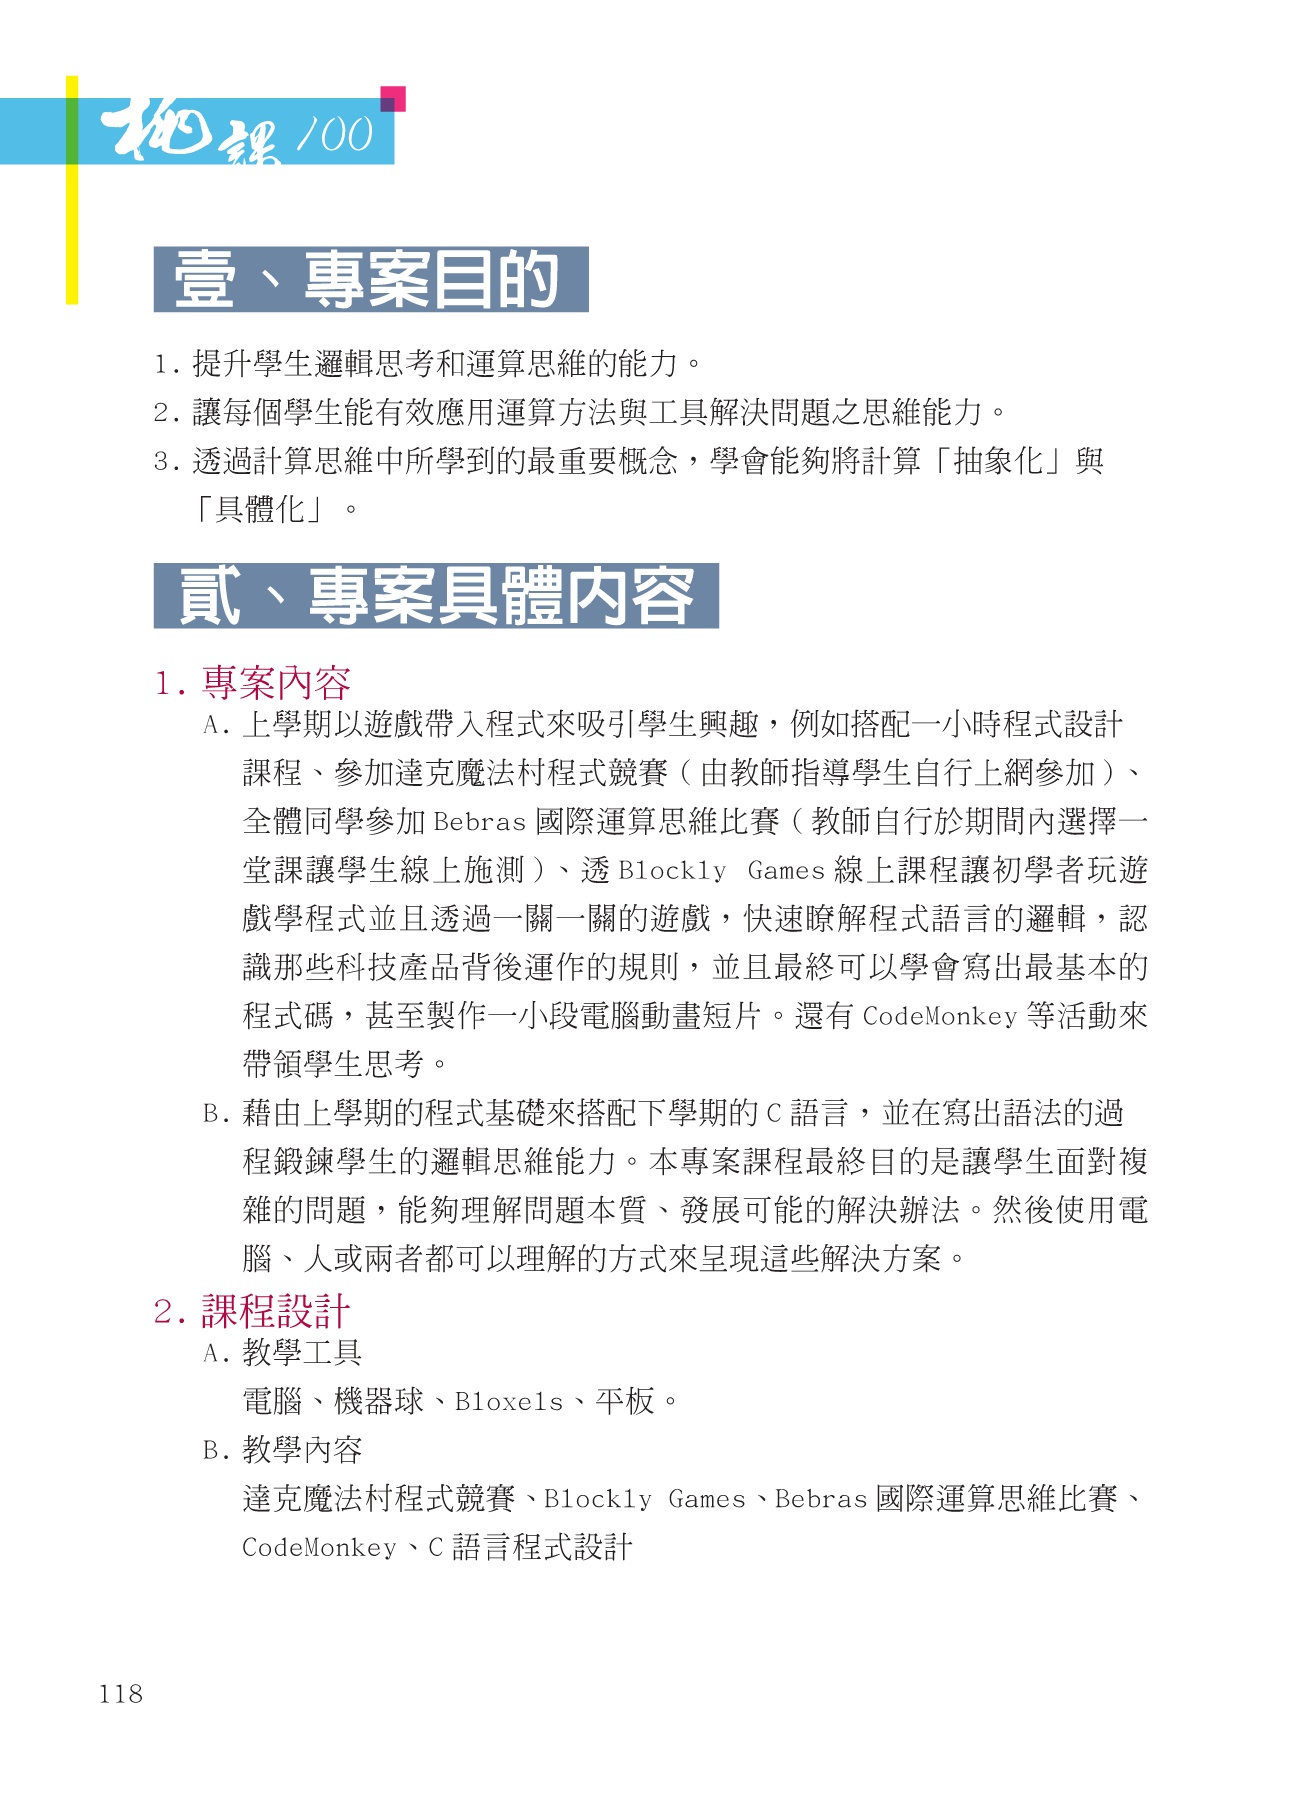 桃課100
壹、專案目的
1. 提升學生邏輯思考和運算思維的能力。
2. 讓每個學生能有效應用運算方法與工具解決問題之思維能力。
3. 透過計算思維中所學到的最重要概念，學會能夠將計算「抽象化」與
「具體化」。
貳、專案具體內容
1. 專案內容
A. 上學期以遊戲帶入程式來吸引學生興趣，例如搭配一小時程式設計
課程、參加達克魔法村程式競賽（由教師指導學生自行上網參加）、
全體同學參加 Bebras 國際運算思維比賽（教師自行於期間內選擇一
堂課讓學生線上施測）、透 Blockly Games 線上課程讓初學者玩遊
戲學程式並且透過一關一關的遊戲，快速瞭解程式語言的邏輯，認
識那些科技產品背後運作的規則，並且最終可以學會寫出最基本的
程式碼，甚至製作一小段電腦動畫短片。還有 CodeMonkey 等活動來
帶領學生思考。
B. 藉由上學期的程式基礎來搭配下學期的 C 語言，並在寫出語法的過
程鍛鍊學生的邏輯思維能力。本專案課程最終目的是讓學生面對複
雜的問題，能夠理解問題本質、發展可能的解決辦法。然後使用電
腦、人或兩者都可以理解的方式來呈現這些解決方案。
2. 課程設計
A. 教學工具
電腦、機器球、Bloxels、平板。
B. 教學內容
達克魔法村程式競賽、Blockly Games、Bebras 國際運算思維比賽、
CodeMonkey、C 語言程式設計
118